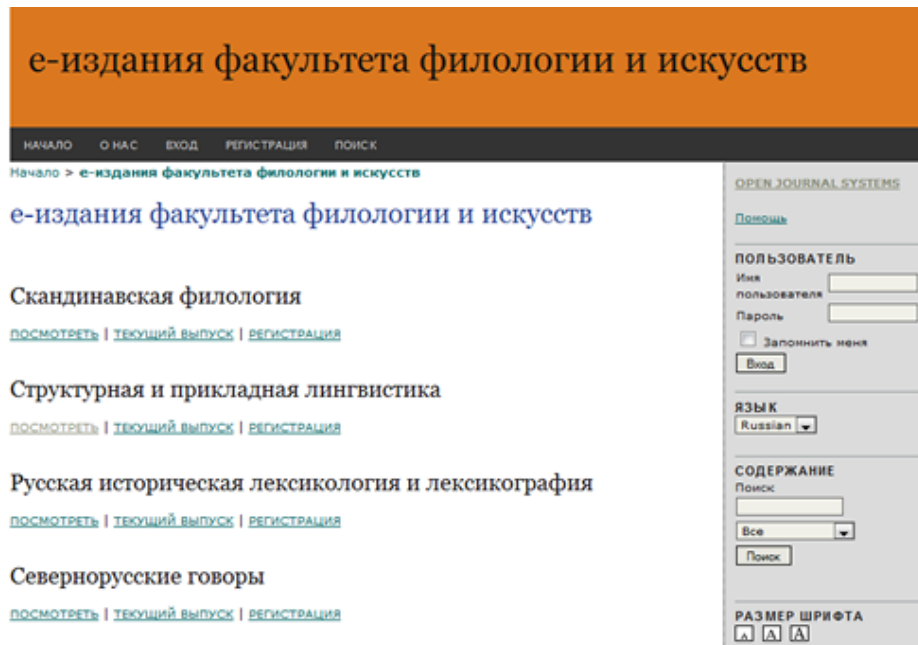 е-издания факультета филологии и искусств
НАЧАЛО О НАС ВХОД РЕГИСТРАЦИЯ ПОИСК
Начало > е-издания факультета филологии и искусств
е-издания факультета филологии и искусств
Скандинавская филология
ПОСМОТРЕТЬ | ТЕКУЩИЙ ВЫПУСК | РЕГИСТРАЦИЯ
Структурная и прикладная лингвистика
ПОСМОТРЕТЬ | ТЕКУЩИЙ ВЫПУСК | РЕГИСТРАЦИЯ
Русская историческая лексикология и лексикография
ПОСМОТРЕТЬ | ТЕКУЩИЙ ВЫПУСК | РЕГИСТРАЦИЯ
Севернорусские говоры
ПОСМОТРЕТЬ | ТЕКУЩИЙ ВЫПУСК | РЕГИСТРАЦИЯ
OPEN JOURNAL SYSTEMS
Помощь
ПОЛЬЗОВАТЕЛЬ
Имя
пользователя
Пароль
Запомнить меня
Вход
ЯЗЫК
Russian
СОДЕРЖАНИЕ
Поиск
Все
Поиск
РАЗМЕР ШРИФТА
A A A